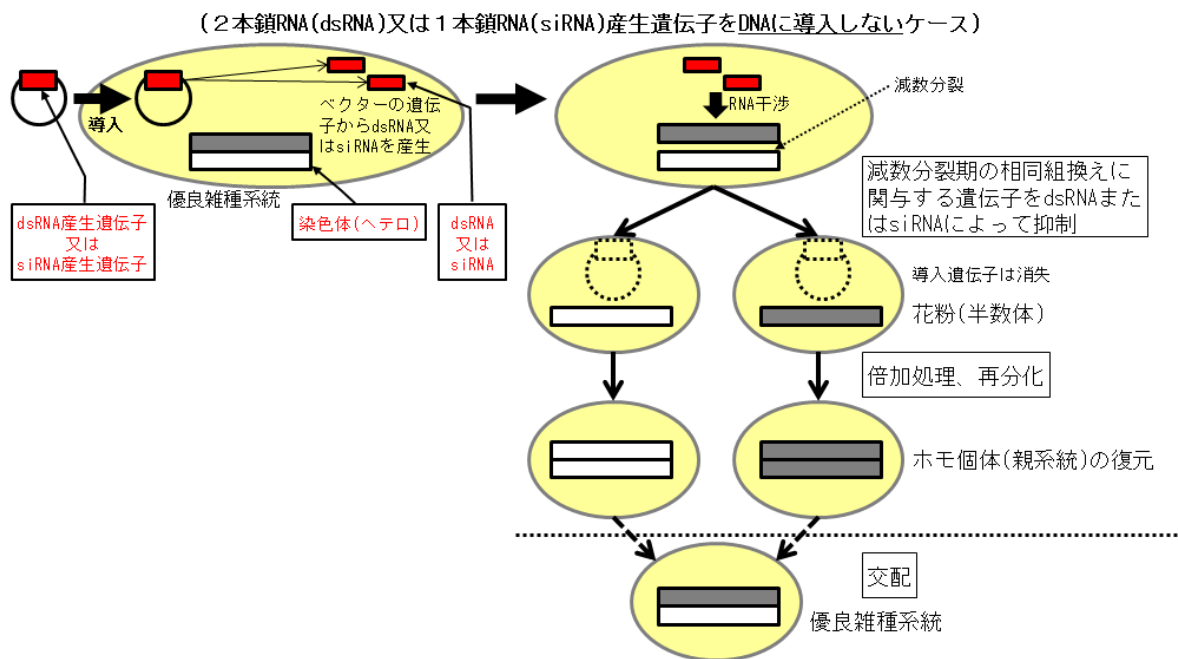 (２本鎖RNA(dsRNA)又は１本鎖RNA(siRNA)産生遺伝子をDNAに導入しないケース)
導入
ベクターの遺伝
子からdsRNA又
はsiRNAを産生
優良雑種系統
dsRNA産生遺伝子
又は
siRNA産生遺伝子
染色体(ヘテロ)
dsRNA
又は
siRNA
RNA干渉
減数分裂
減数分裂期の相同組換えに
関与する遺伝子をdsRNAまた
はsiRNAによって抑制
導入遺伝子は消失
花粉(半数体)
倍加処理、再分化
ホモ個体(親系統)の復元
交配
優良雑種系統